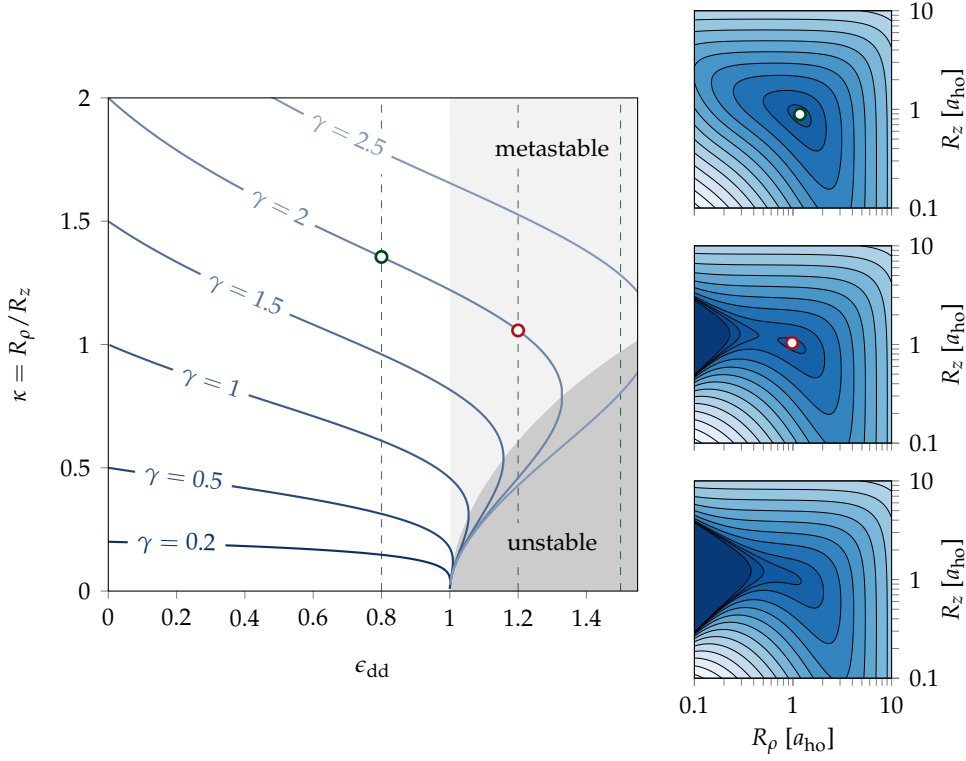 2
1.5
1
0.5
0
κ = R_ρ/R_z
0
0.2
0.4
0.6
0.8
1
1.2
1.4
ϵ_dd
γ = 2.5
γ = 2
γ = 1.5
γ = 1
γ = 0.5
γ = 0.2
metastable
unstable
10
1
0.1
R_z [a_ho]
10
1
0.1
R_z [a_ho]
10
1
0.1
R_z [a_ho]
0.1
1
10
R_ρ [a_ho]